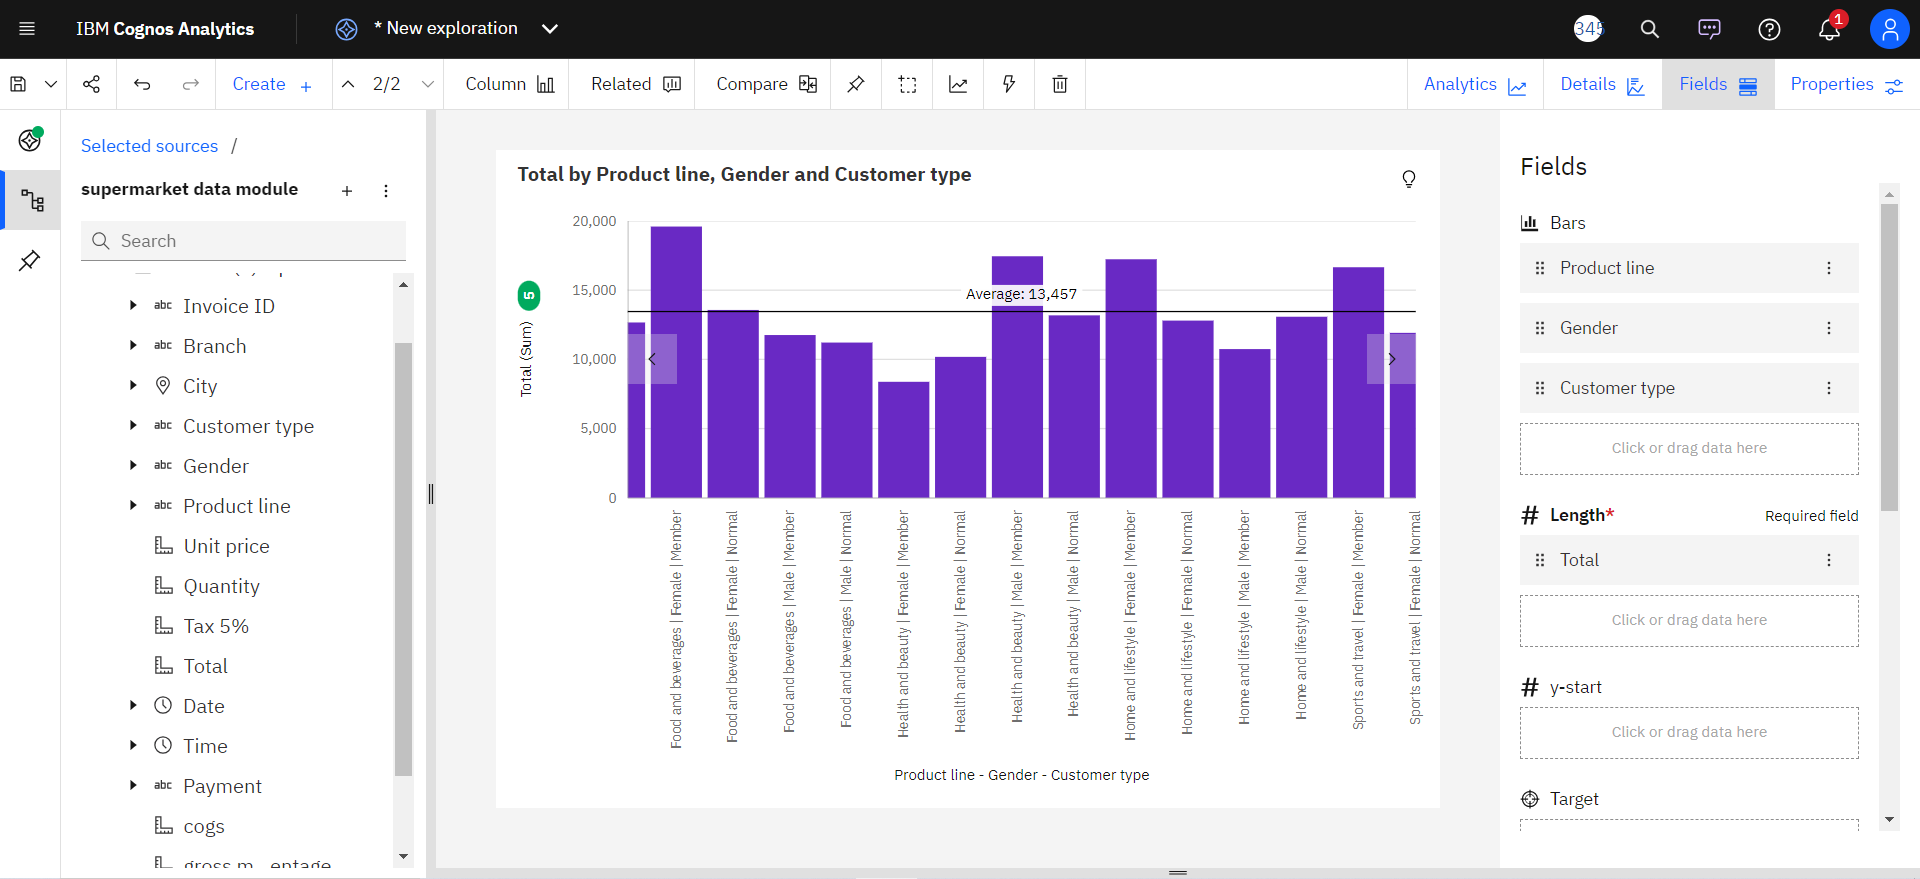 IBM Cognos Analytics
* New exploration
345
1
Create +
2/2
Column
Related
Compare
Analytics
Details
Fields
Properties
Selected sources /
supermarket data module
Search
abc Invoice ID
abc Branch
City
abc Customer type
abc Gender
abc Product line
Unit price
Quantity
Tax 5%
Total
Date
Time
abc Payment
cogs
gross m...entage
Total by Product line, Gender and Customer type
20,000
15,000
10,000
5,000
0
5
Total (Sum)
Average: 13,457
Food and beverages | Female | Member
Food and beverages | Female | Normal
Food and beverages | Male | Member
Food and beverages | Male | Normal
Health and beauty | Female | Member
Health and beauty | Female | Normal
Health and beauty | Male | Member
Health and beauty | Male | Normal
Home and lifestyle | Female | Member
Home and lifestyle | Female | Normal
Home and lifestyle | Male | Member
Home and lifestyle | Male | Normal
Sports and travel | Female | Member
Sports and travel | Female | Normal
Product line - Gender - Customer type
Fields
Bars
Product line
Gender
Customer type
Click or drag data here
# Length* Required field
Total
Click or drag data here
# y-start
Click or drag data here
Target